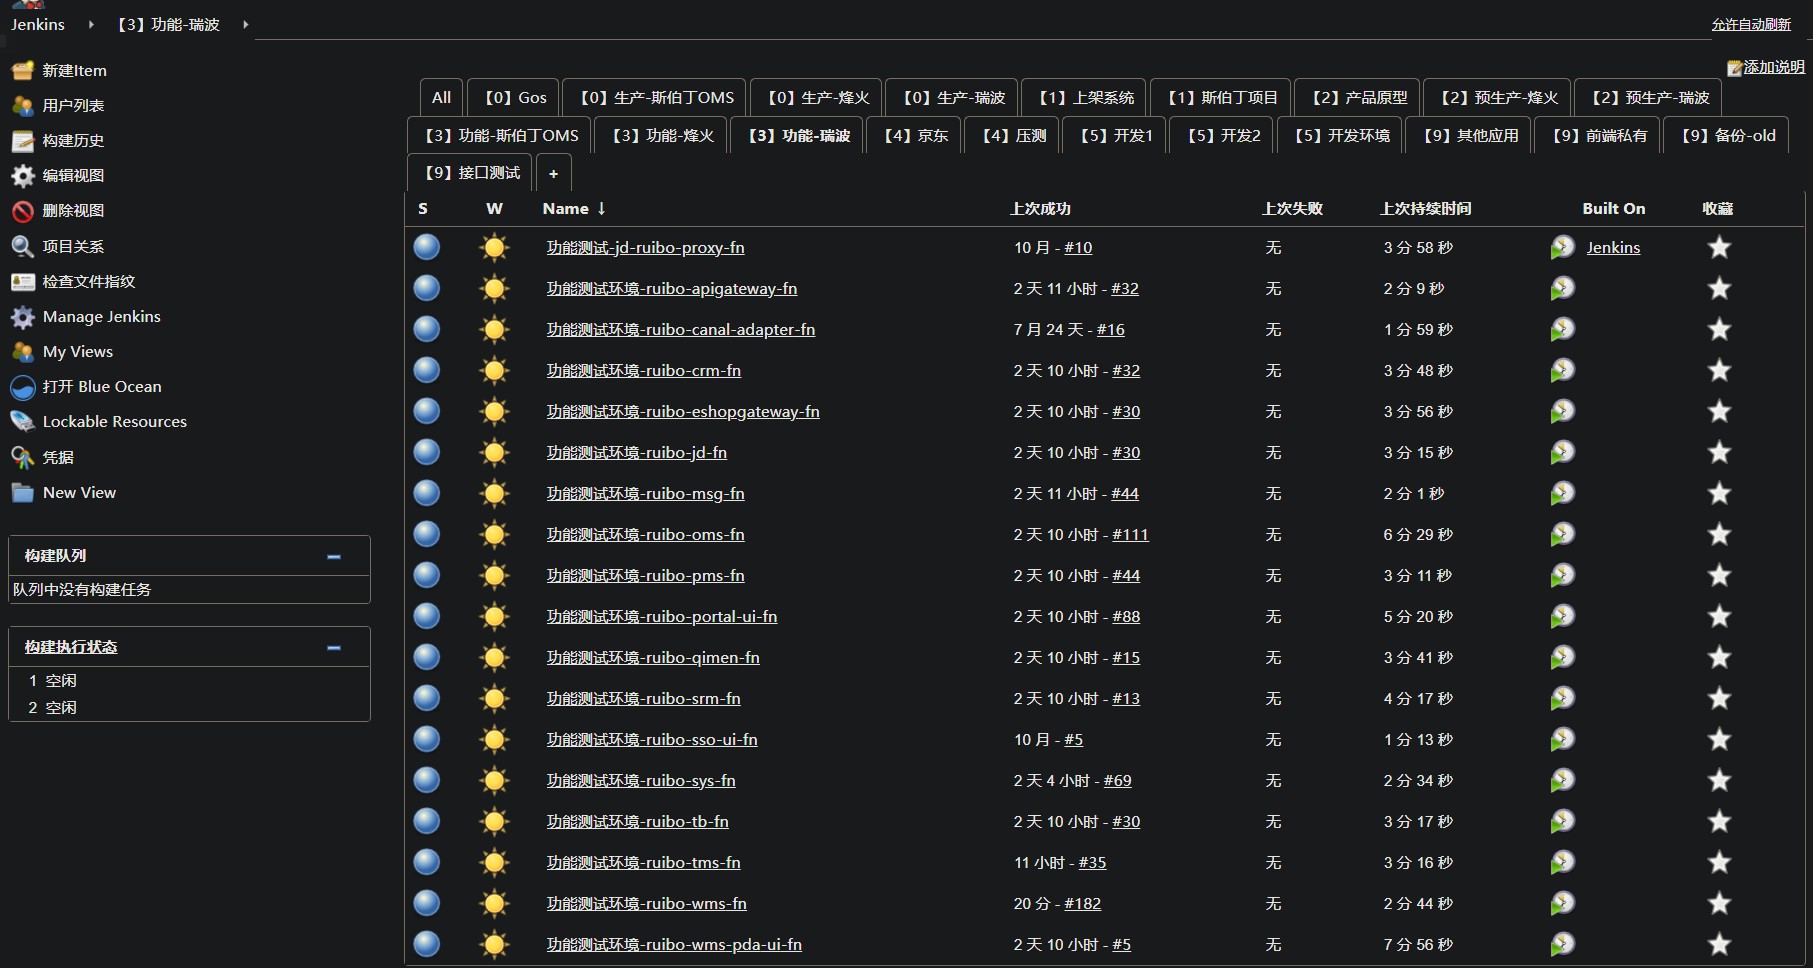 Jenkins 【3】功能-瑞波 允许自动刷新
添加说明
新建Item
用户列表
构建历史
编辑视图
删除视图
项目关系
检查文件指纹
Manage Jenkins
My Views
打开 Blue Ocean
Lockable Resources
凭据
New View
构建队列
队列中没有构建任务
构建执行状态
1 空闲
2 空闲
All 【0】Gos 【0】生产-斯伯丁OMS 【0】生产-烽火 【0】生产-瑞波 【1】上架系统 【1】斯伯丁项目 【2】产品原型 【2】预生产-烽火 【2】预生产-瑞波
【3】功能-斯伯丁OMS 【3】功能-烽火 【3】功能-瑞波 【4】京东 【4】压测 【5】开发1 【5】开发2 【5】开发环境 【9】其他应用 【9】前端私有 【9】备份-old
【9】接口测试 +
S W Name ↓ 上次成功 上次失败 上次持续时间 Built On 收藏
功能测试-jd-ruibo-proxy-fn 10 月 - #10 无 3 分 58 秒 Jenkins
功能测试环境-ruibo-apigateway-fn 2 天 11 小时 - #32 无 2 分 9 秒
功能测试环境-ruibo-canal-adapter-fn 7 月 24 天 - #16 无 1 分 59 秒
功能测试环境-ruibo-crm-fn 2 天 10 小时 - #32 无 3 分 48 秒
功能测试环境-ruibo-eshopgateway-fn 2 天 10 小时 - #30 无 3 分 56 秒
功能测试环境-ruibo-jd-fn 2 天 10 小时 - #30 无 3 分 15 秒
功能测试环境-ruibo-msg-fn 2 天 11 小时 - #44 无 2 分 1 秒
功能测试环境-ruibo-oms-fn 2 天 10 小时 - #111 无 6 分 29 秒
功能测试环境-ruibo-pms-fn 2 天 10 小时 - #44 无 3 分 11 秒
功能测试环境-ruibo-portal-ui-fn 2 天 10 小时 - #88 无 5 分 20 秒
功能测试环境-ruibo-qimen-fn 2 天 10 小时 - #15 无 3 分 41 秒
功能测试环境-ruibo-srm-fn 2 天 10 小时 - #13 无 4 分 17 秒
功能测试环境-ruibo-sso-ui-fn 10 月 - #5 无 1 分 13 秒
功能测试环境-ruibo-sys-fn 2 天 4 小时 - #69 无 2 分 34 秒
功能测试环境-ruibo-tb-fn 2 天 10 小时 - #30 无 3 分 17 秒
功能测试环境-ruibo-tms-fn 11 小时 - #35 无 3 分 16 秒
功能测试环境-ruibo-wms-fn 20 分 - #182 无 2 分 44 秒
功能测试环境-ruibo-wms-pda-ui-fn 2 天 10 小时 - #5 无 7 分 56 秒